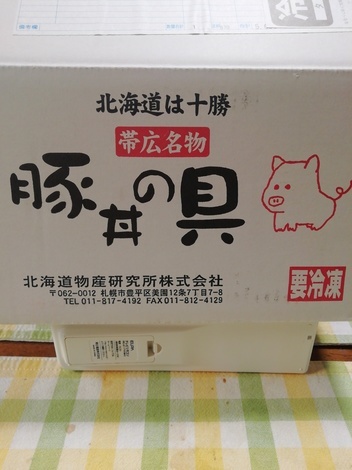 北海道は十勝
帯広名物
豚丼の具
要冷凍
北海道物産研究所株式会社
〒062-0012 札幌市豊平区美園12条7丁目7-8
TEL 011-817-4192 FAX 011-812-4129